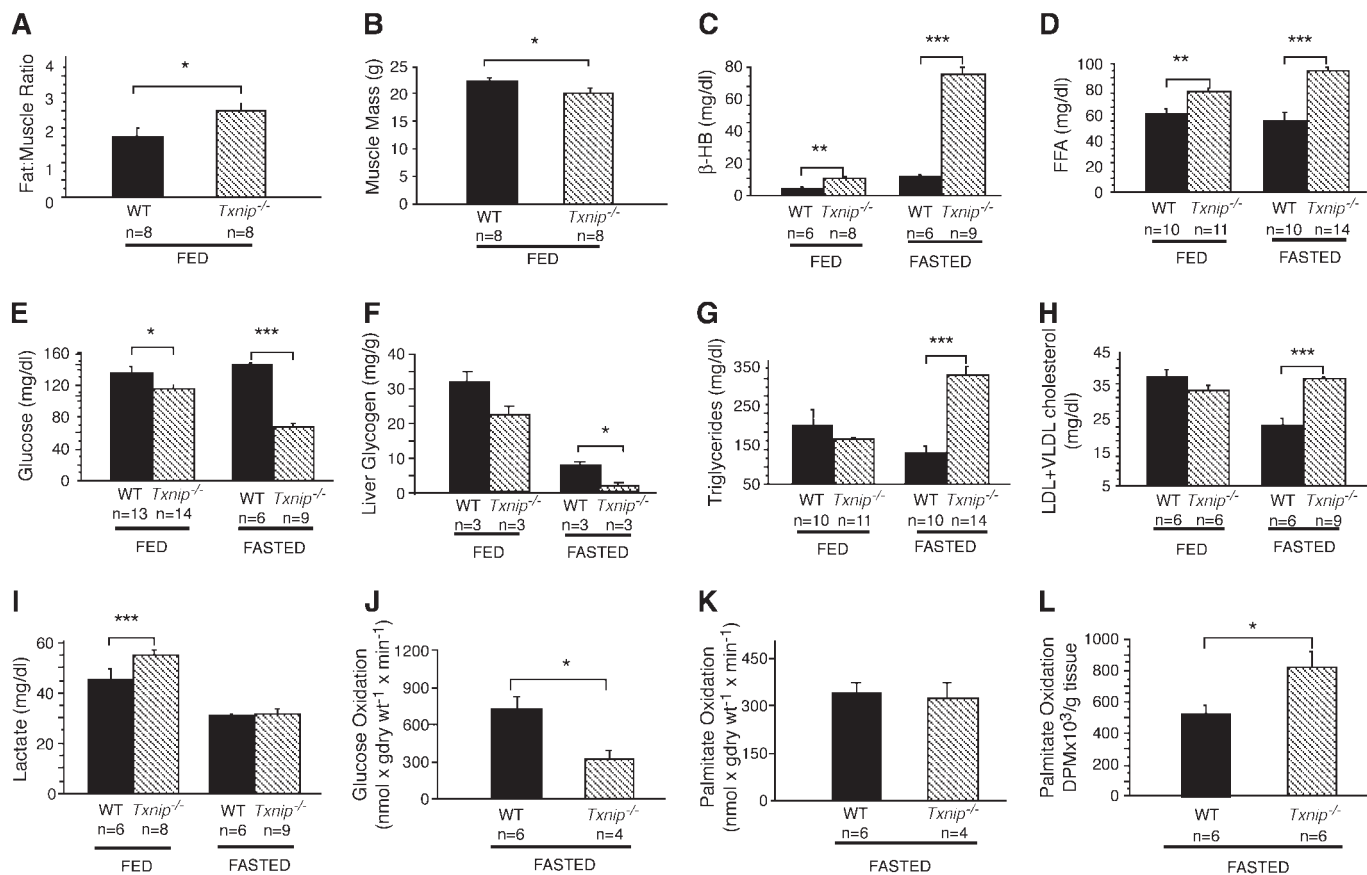 A
Fat:Muscle Ratio
4
3
2
1
0
*
WT
Txnip-/-
n=8
n=8
FED
B
Muscle Mass (g)
25
20
15
10
5
0
*
WT
Txnip-/-
n=8
n=8
FED
C
β-HB (mg/dl)
80
60
40
20
0
**
***
WT Txnip-/- WT Txnip-/-
n=6 n=8 n=6 n=9
FED FASTED
D
FFA (mg/dl)
100
80
60
40
20
0
**
***
WT Txnip-/- WT Txnip-/-
n=10 n=11 n=10 n=14
FED FASTED
E
Glucose (mg/dl)
160
120
80
40
0
*
***
WT Txnip-/- WT Txnip-/-
n=13 n=14 n=6 n=9
FED FASTED
F
Liver Glycogen (mg/g)
40
30
20
10
0
*
WT Txnip-/- WT Txnip-/-
n=3 n=3 n=3 n=3
FED FASTED
G
Triglycerides (mg/dl)
350
250
150
50
***
WT Txnip-/- WT Txnip-/-
n=10 n=11 n=10 n=14
FED FASTED
H
LDL+VLDL cholesterol
(mg/dl)
45
35
25
15
5
***
WT Txnip-/- WT Txnip-/-
n=6 n=6 n=6 n=9
FED FASTED
I
Lactate (mg/dl)
60
40
20
0
***
WT Txnip-/- WT Txnip-/-
n=6 n=8 n=6 n=9
FED FASTED
J
Glucose Oxidation
(nmol x gdry wt-1 x min-1)
1200
900
600
300
0
*
WT Txnip-/-
n=6 n=4
FASTED
K
Palmitate Oxidation
(nmol x gdry wt-1 x min-1)
450
300
150
0
WT Txnip-/-
n=6 n=4
FASTED
L
Palmitate Oxidation
DPMx10³/g tissue
1000
800
600
400
200
0
*
WT Txnip-/-
n=6 n=6
FASTED